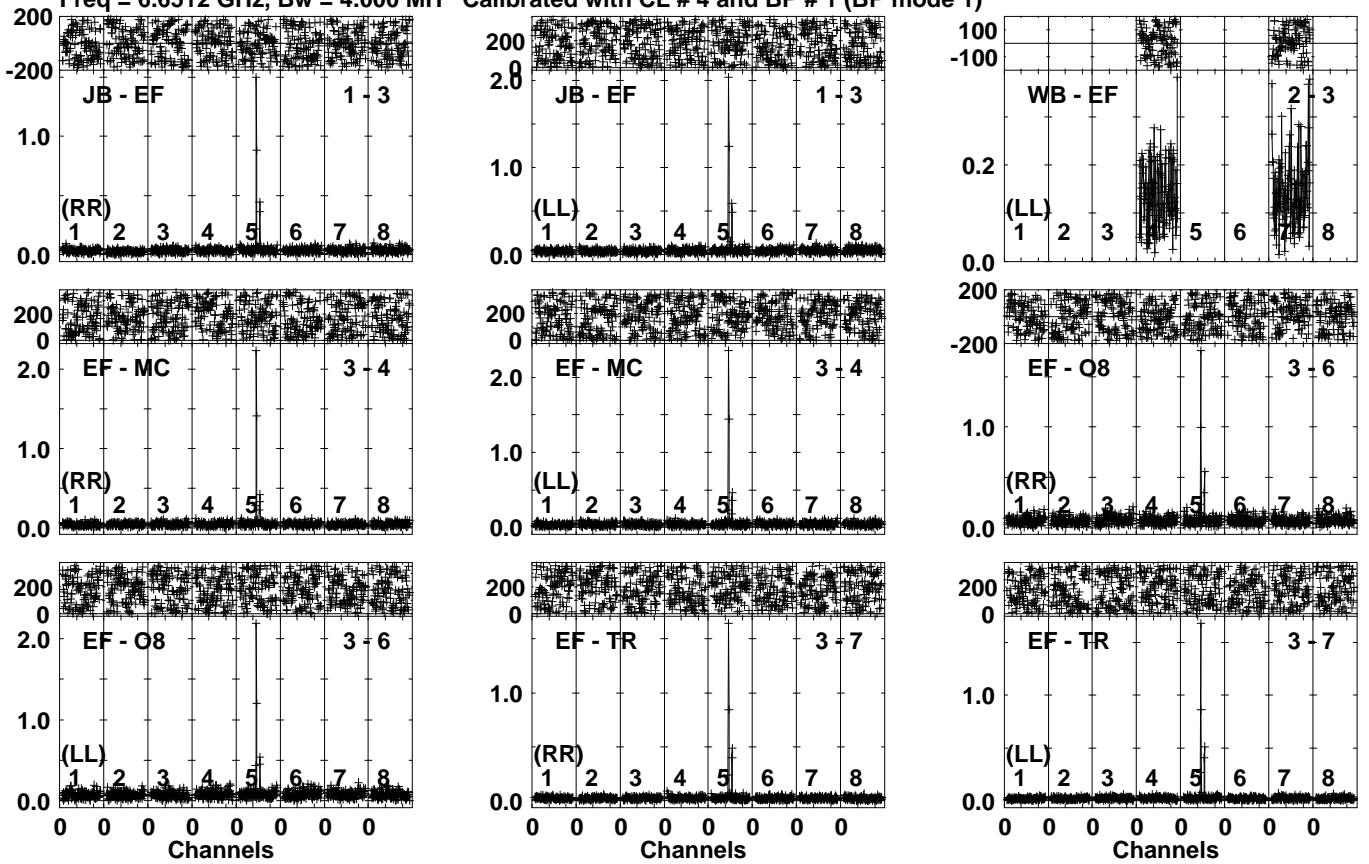 Freq = 6.6512 GHz, Bw = 4.000 MH Calibrated with CL # 4 and BP # 1 (BP mode 1)
200
-200
JB - EF 1 - 3
1.0
(RR)
1 2 3 4 5 6 7 8
0.0
200
0
2.0
JB - EF 1 - 3
1.0
(LL)
1 2 3 4 5 6 7 8
0.0
100
-100
WB - EF 2 - 3
0.2
(LL)
1 2 3 4 5 6 7 8
0.0
200
0
EF - MC 3 - 4
2.0
1.0
(RR)
1 2 3 4 5 6 7 8
0.0
200
0
EF - MC 3 - 4
2.0
1.0
(LL)
1 2 3 4 5 6 7 8
0.0
200
-200
EF - O8 3 - 6
1.0
(RR)
1 2 3 4 5 6 7 8
0.0
200
0
2.0
EF - O8 3 - 6
1.0
(LL)
1 2 3 4 5 6 7 8
0.0
0 0 0 0 0 0 0 0
Channels
200
0
EF - TR 3 - 7
1.0
(RR)
1 2 3 4 5 6 7 8
0.0
0 0 0 0 0 0 0 0
Channels
200
0
EF - TR 3 - 7
1.0
(LL)
1 2 3 4 5 6 7 8
0.0
0 0 0 0 0 0 0 0
Channels